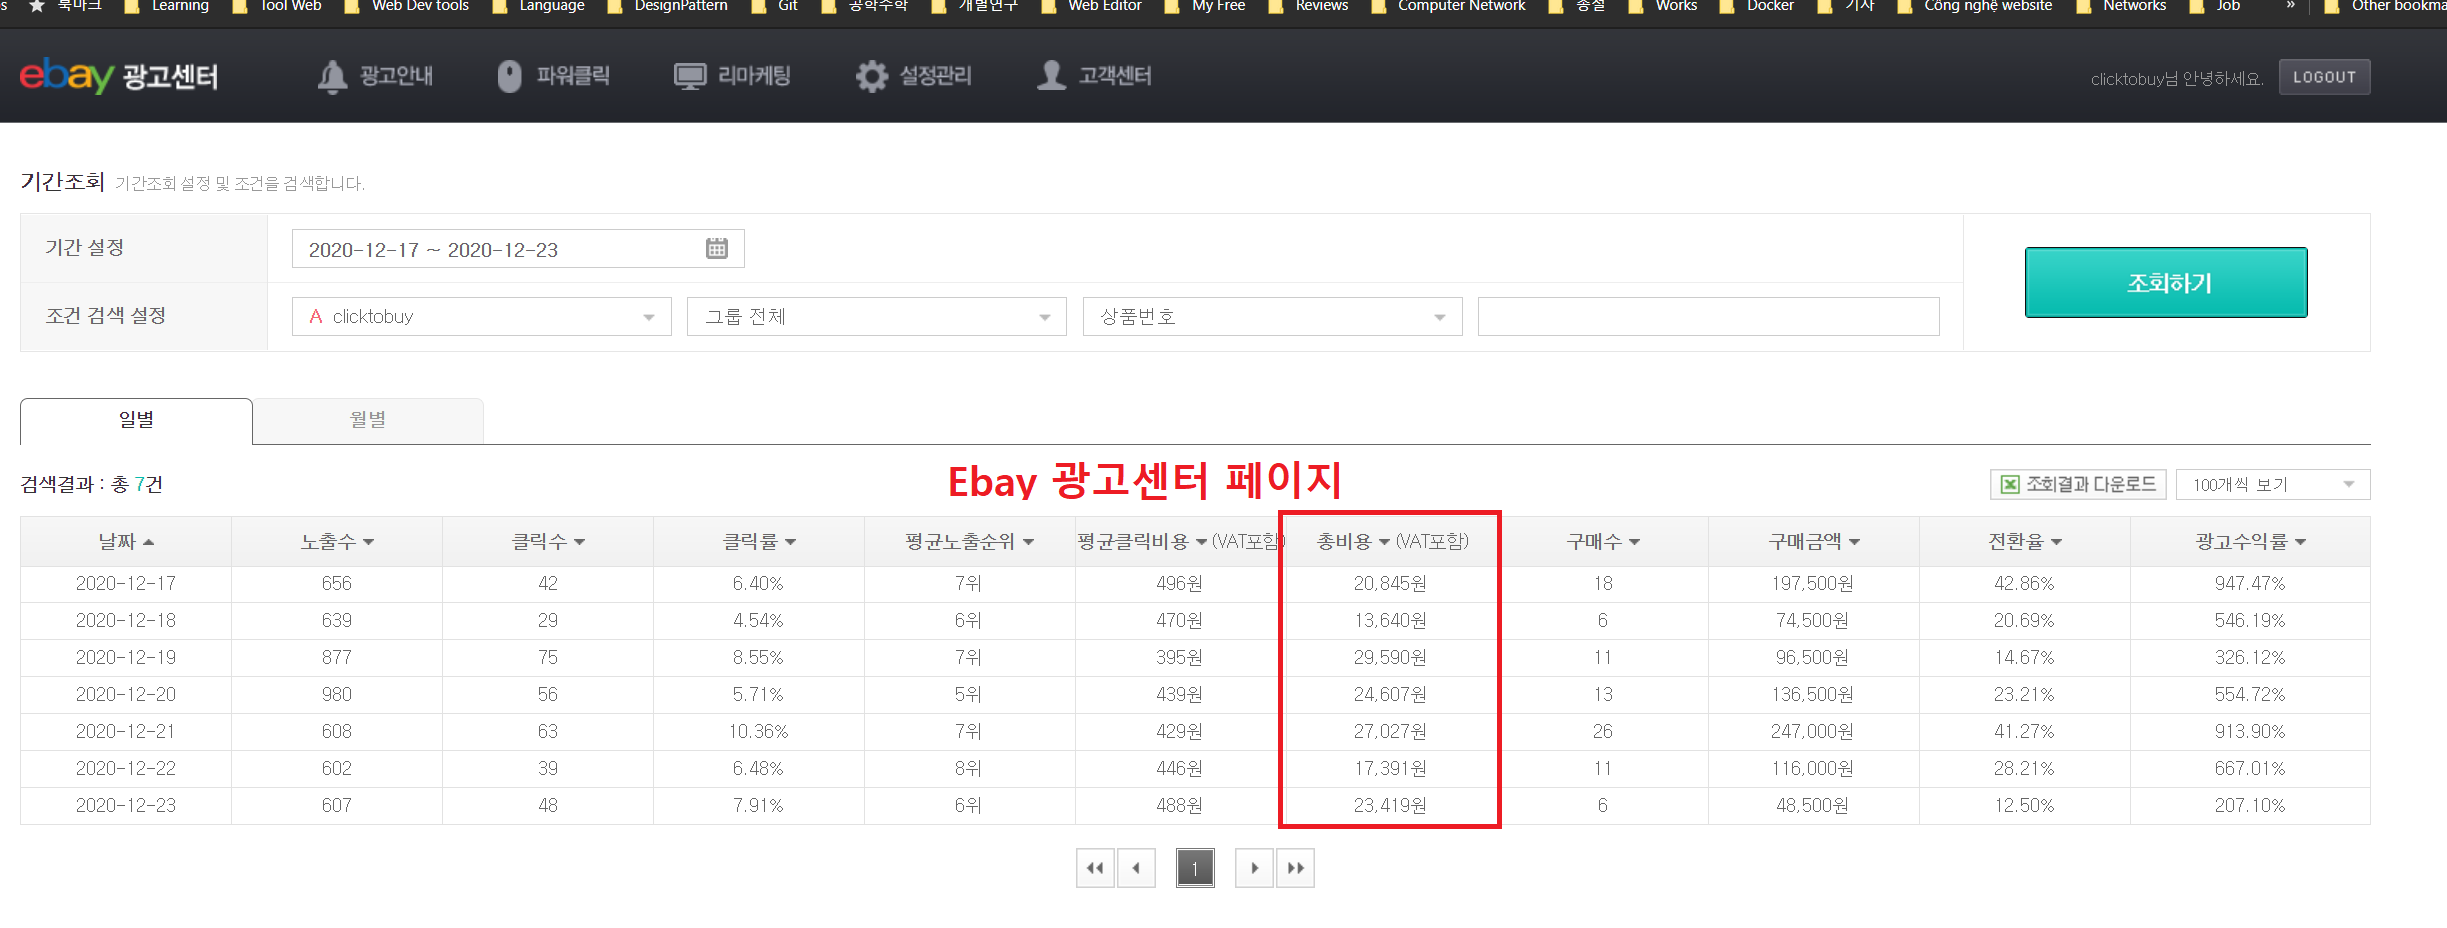 북마크 Learning Tool Web Web Dev tools Language DesignPattern Git 공학수학 개별연구 Web Editor My Free Reviews Computer Network 종설 Works Docker 기사 Công nghệ website Networks Job » Other bookma
ebay 광고센터 광고안내 파워클릭 리마케팅 설정관리 고객센터 clicktobuy님 안녕하세요. LOGOUT
기간조회 기간조회 설정 및 조건을 검색합니다.
기간 설정 2020-12-17 ~ 2020-12-23
조회하기
조건 검색 설정 A clicktobuy 그룹 전체 상품번호
일별 월별
Ebay 광고센터 페이지
검색결과 : 총 7건 조회결과 다운로드 100개씩 보기
날짜 노출수 클릭수 클릭률 평균노출순위 평균클릭비용 (VAT포함) 총비용 (VAT포함) 구매수 구매금액 전환율 광고수익률
2020-12-17 656 42 6.40% 7위 496원 20,845원 18 197,500원 42.86% 947.47%
2020-12-18 639 29 4.54% 6위 470원 13,640원 6 74,500원 20.69% 546.19%
2020-12-19 877 75 8.55% 7위 395원 29,590원 11 96,500원 14.67% 326.12%
2020-12-20 980 56 5.71% 5위 439원 24,607원 13 136,500원 23.21% 554.72%
2020-12-21 608 63 10.36% 7위 429원 27,027원 26 247,000원 41.27% 913.90%
2020-12-22 602 39 6.48% 8위 446원 17,391원 11 116,000원 28.21% 667.01%
2020-12-23 607 48 7.91% 6위 488원 23,419원 6 48,500원 12.50% 207.10%
1